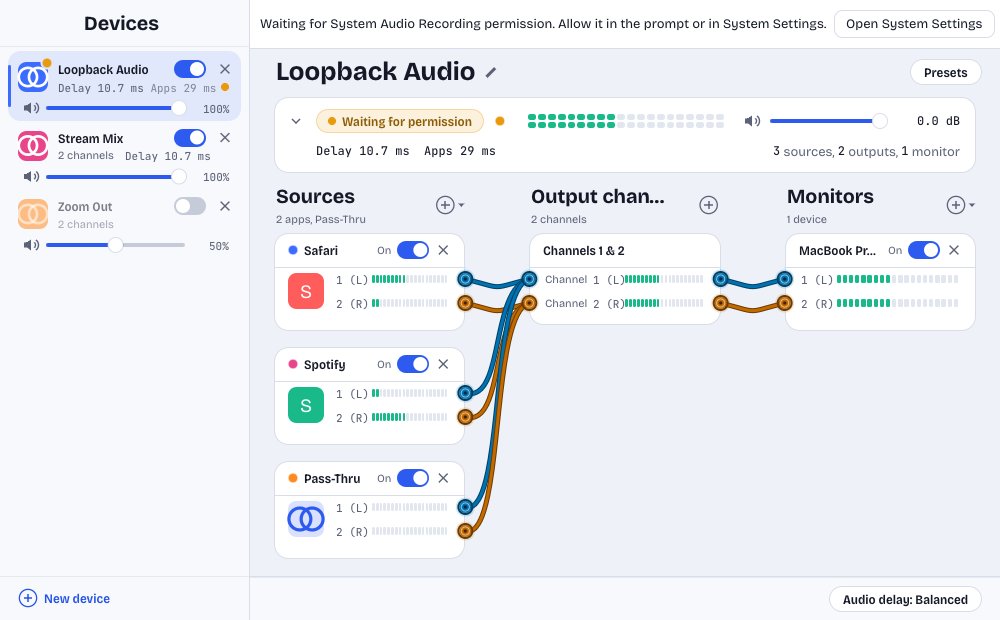 Devices
Loopback Audio
Delay 10.7 ms Apps 29 ms
100%
Stream Mix
2 channels Delay 10.7 ms
100%
Zoom Out
2 channels
50%
New device
Waiting for System Audio Recording permission. Allow it in the prompt or in System Settings.
Open System Settings
Loopback Audio
Presets
Waiting for permission
0.0 dB
Delay 10.7 ms Apps 29 ms
3 sources, 2 outputs, 1 monitor
Sources
2 apps, Pass-Thru
Safari On
S
1 (L)
2 (R)
Spotify On
S
1 (L)
2 (R)
Pass-Thru On
1 (L)
2 (R)
Output chan...
2 channels
Channels 1 & 2
Channel 1 (L)
Channel 2 (R)
Monitors
1 device
MacBook Pr... On
1 (L)
2 (R)
Audio delay: Balanced